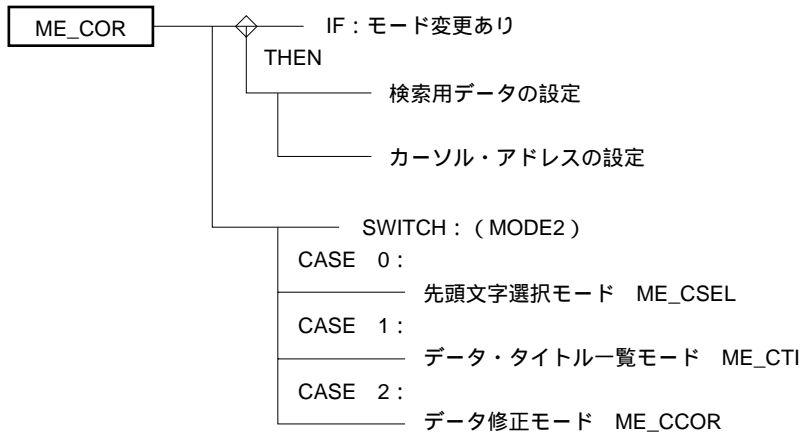 ME_COR
IF：モード変更あり
THEN
検索用データの設定
カーソル・アドレスの設定
SWITCH：（MODE2）
CASE 0：
先頭文字選択モード ME_CSEL
CASE 1：
データ・タイトル一覧モード ME_CTI
CASE 2：
データ修正モード ME_CCOR